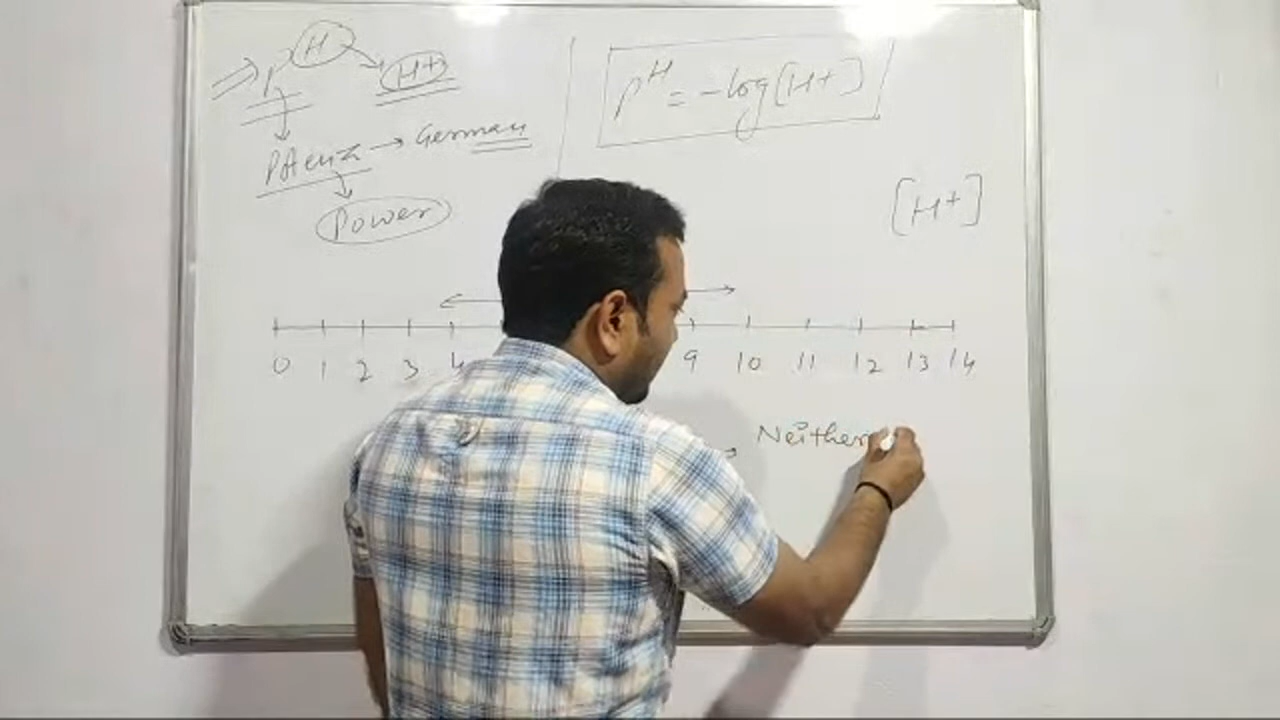 pH → H+
PHenz → German
Power
pH = -log[H+]
[H+]
0 1 2 3 4 9 10 11 12 13 14
→ Neither